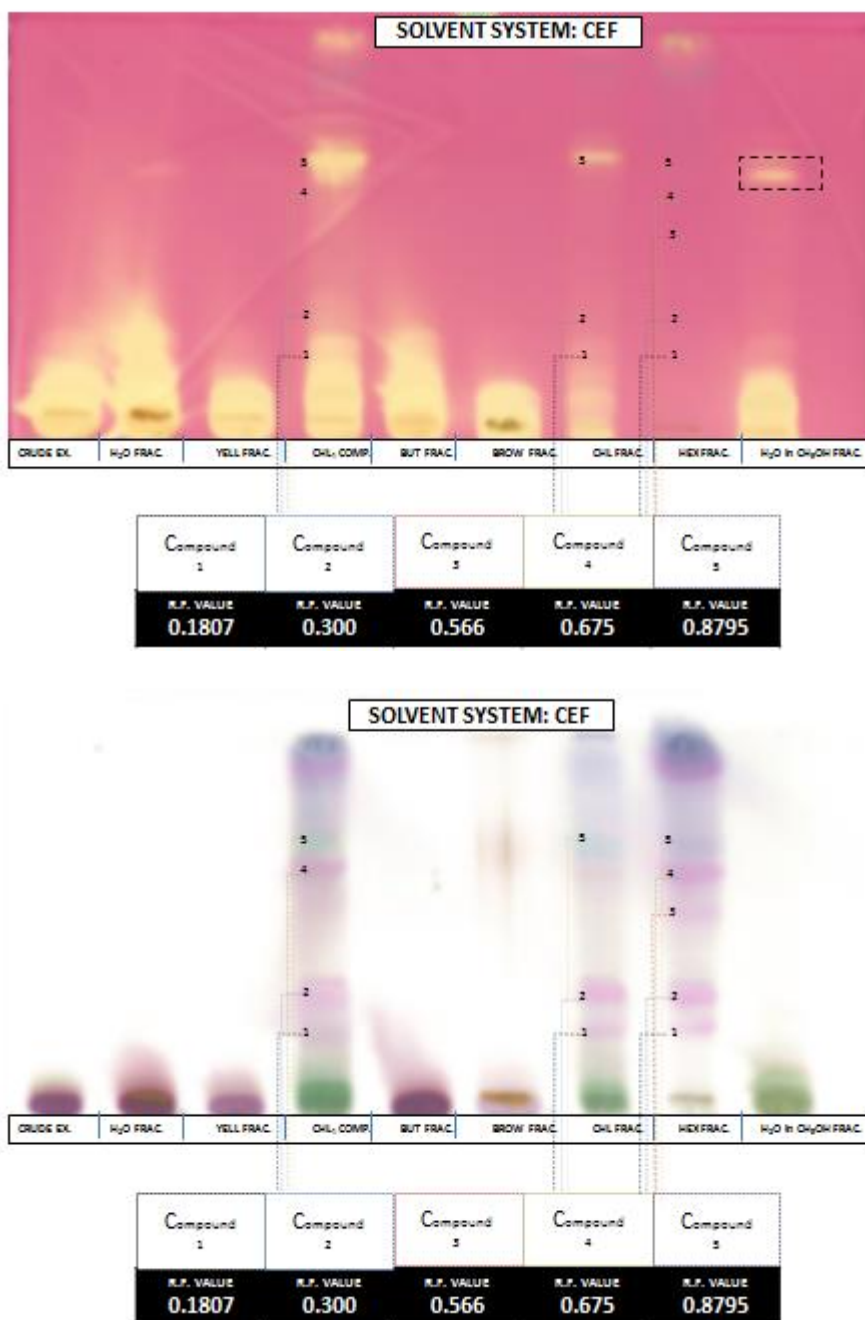 SOLVENT SYSTEM: CEF
5 5 5
4 4
3
2 2 2
1 1 1
CRUDE EX. H₂O FRAC. YELL FRAC. CHL₁ COMP. BUT FRAC. BROW FRAC. CHL FRAC. HEX FRAC. H₂O in CH₃OH FRAC.
Compound Compound Compound Compound Compound
1 2 3 4 5
R.F. VALUE R.F. VALUE R.F. VALUE R.F. VALUE R.F. VALUE
0.1807 0.300 0.566 0.675 0.8795
SOLVENT SYSTEM: CEF
5 5 5
4 4
3
2 2 2
1 1 1
CRUDE EX. H₂O FRAC. YELL FRAC. CHL₁ COMP. BUT FRAC. BROW FRAC. CHL FRAC. HEX FRAC. H₂O in CH₃OH FRAC.
Compound Compound Compound Compound Compound
1 2 3 4 5
R.F. VALUE R.F. VALUE R.F. VALUE R.F. VALUE R.F. VALUE
0.1807 0.300 0.566 0.675 0.8795